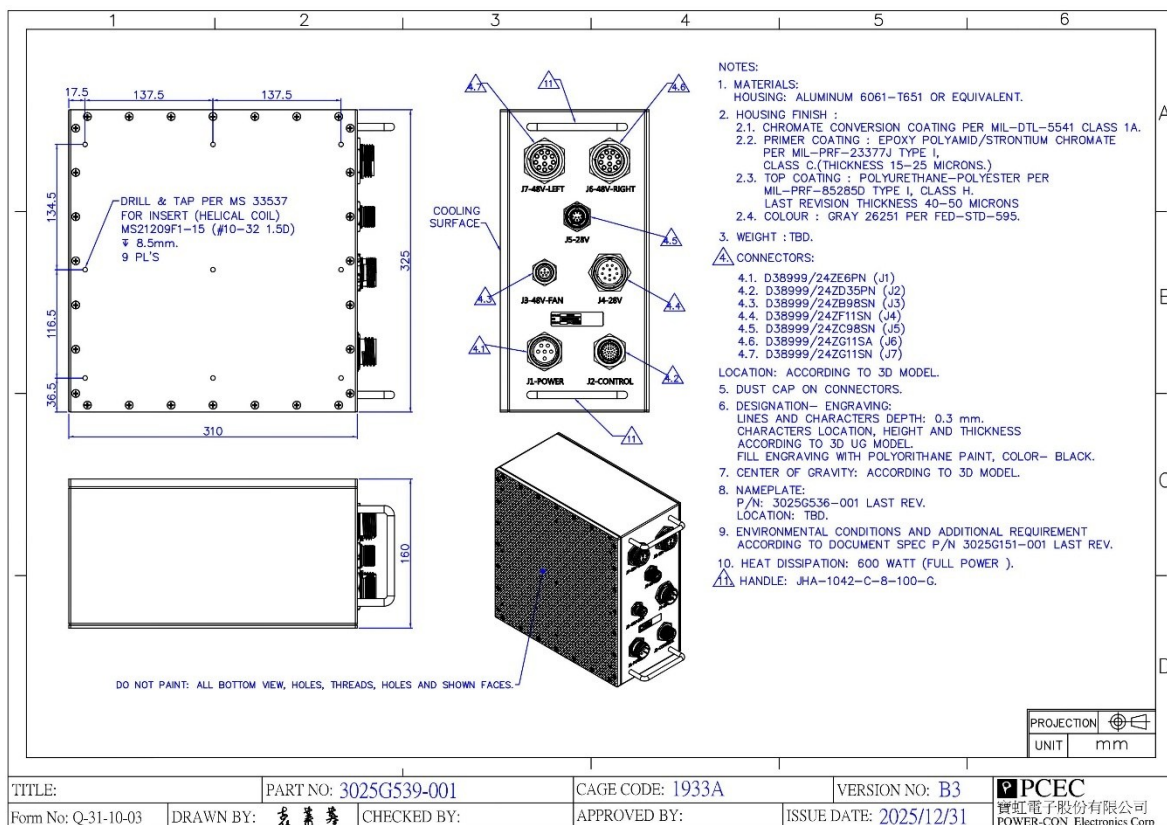 1 2 3 4 5 6
A
B
C
D
17.5 137.5 137.5
134.5
116.5
36.5
325
310
DRILL & TAP PER MS 33537
FOR INSERT (HELICAL COIL)
MS21209F1-15 (#10-32 1.5D)
↧ 8.5mm.
9 PL'S
4.7 11 4.6
J7-48V-LEFT J6-48V-RIGHT
COOLING
SURFACE
J5-28V
4.5
J3-48V-FAN J4-28V
4.3 4.4
4.1
J1-POWER J2-CONTROL
4.2
11
160
DO NOT PAINT: ALL BOTTOM VIEW, HOLES, THREADS, HOLES AND SHOWN FACES.
NOTES:
1. MATERIALS:
HOUSING: ALUMINUM 6061-T651 OR EQUIVALENT.
2. HOUSING FINISH :
2.1. CHROMATE CONVERSION COATING PER MIL-DTL-5541 CLASS 1A.
2.2. PRIMER COATING : EPOXY POLYAMID/STRONTIUM CHROMATE
PER MIL-PRF-23377J TYPE I,
CLASS C.(THICKNESS 15-25 MICRONS.)
2.3. TOP COATING : POLYURETHANE-POLYESTER PER
MIL-PRF-85285D TYPE I, CLASS H.
LAST REVISION THICKNESS 40-50 MICRONS
2.4. COLOUR : GRAY 26251 PER FED-STD-595.
3. WEIGHT :TBD.
4. CONNECTORS:
4.1. D38999/24ZE6PN (J1)
4.2. D38999/24ZD35PN (J2)
4.3. D38999/24ZB98SN (J3)
4.4. D38999/24ZF11SN (J4)
4.5. D38999/24ZC98SN (J5)
4.6. D38999/24ZG11SA (J6)
4.7. D38999/24ZG11SN (J7)
LOCATION: ACCORDING TO 3D MODEL.
5. DUST CAP ON CONNECTORS.
6. DESIGNATION- ENGRAVING:
LINES AND CHARACTERS DEPTH: 0.3 mm.
CHARACTERS LOCATION, HEIGHT AND THICKNESS
ACCORDING TO 3D UG MODEL.
FILL ENGRAVING WITH POLYORITHANE PAINT, COLOR- BLACK.
7. CENTER OF GRAVITY: ACCORDING TO 3D MODEL.
8. NAMEPLATE:
P/N: 3025G536-001 LAST REV.
LOCATION: TBD.
9. ENVIRONMENTAL CONDITIONS AND ADDITIONAL REQUIREMENT
ACCORDING TO DOCUMENT SPEC P/N 3025G151-001 LAST REV.
10. HEAT DISSIPATION: 600 WATT (FULL POWER ).
11. HANDLE: JHA-1042-C-8-100-G.
PROJECTION
UNIT mm
TITLE: PART NO: 3025G539-001 CAGE CODE: 1933A VERSION NO: B3
Form No: Q-31-10-03 DRAWN BY: CHECKED BY: APPROVED BY: ISSUE DATE: 2025/12/31
PCEC
寶虹電子股份有限公司
POWER-CON Electronics Corp